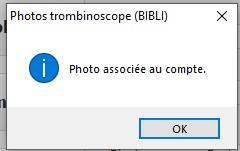 Photos trombinoscope (BIBLI)
Photo associée au compte.
OK